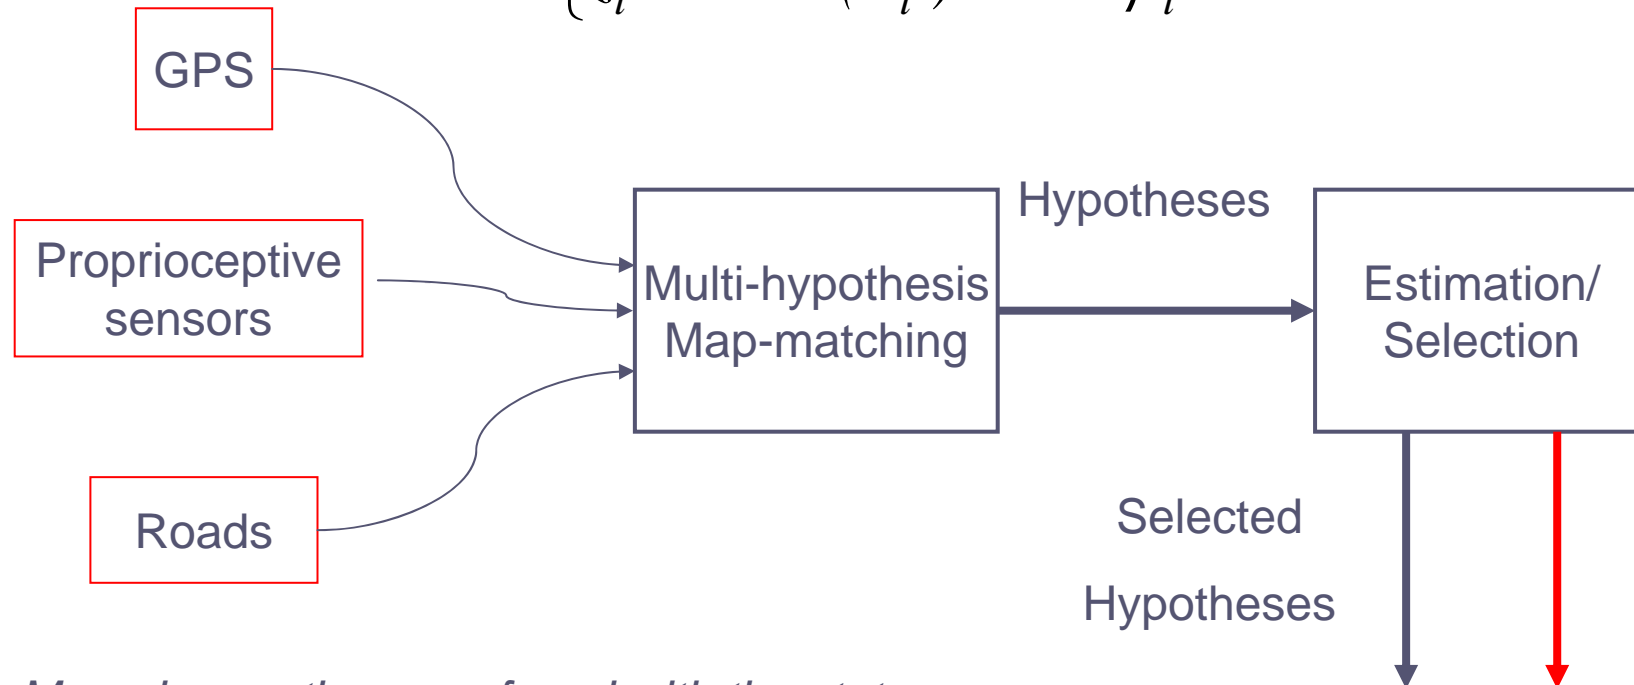 GPS
Proprioceptive
sensors
Roads
Multi-hypothesis
Map-matching
Hypotheses
Estimation/
Selection
Selected
Hypotheses